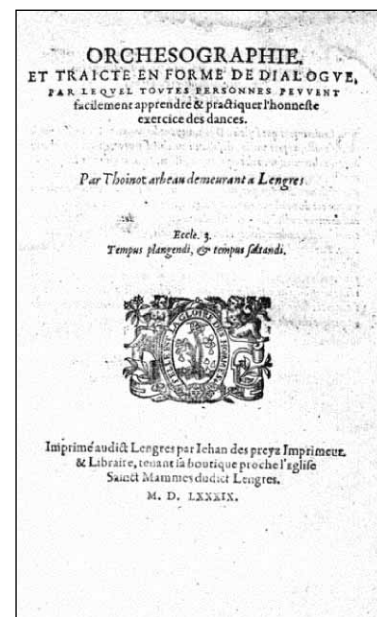 ORCHESOGRAPHIE,
ET TRAICTE EN FORME DE DIALOGVE,
PAR LEQVEL TOVTES PERSONNES PEVVENT
facilement apprendre & practiquer l'honneste
exercice des dances.
Par Thoinot arbeau demeurant a Lengres
Eccle. 3.
Tempus plangendi, & tempus saltandi.
Imprimé audict Lengres par Iehan des preyz Imprimeur
& Libraire, tenant sa boutique proche l'Eglise
Sainct Mammes dudict Lengres.
M. D. LXXXIX.